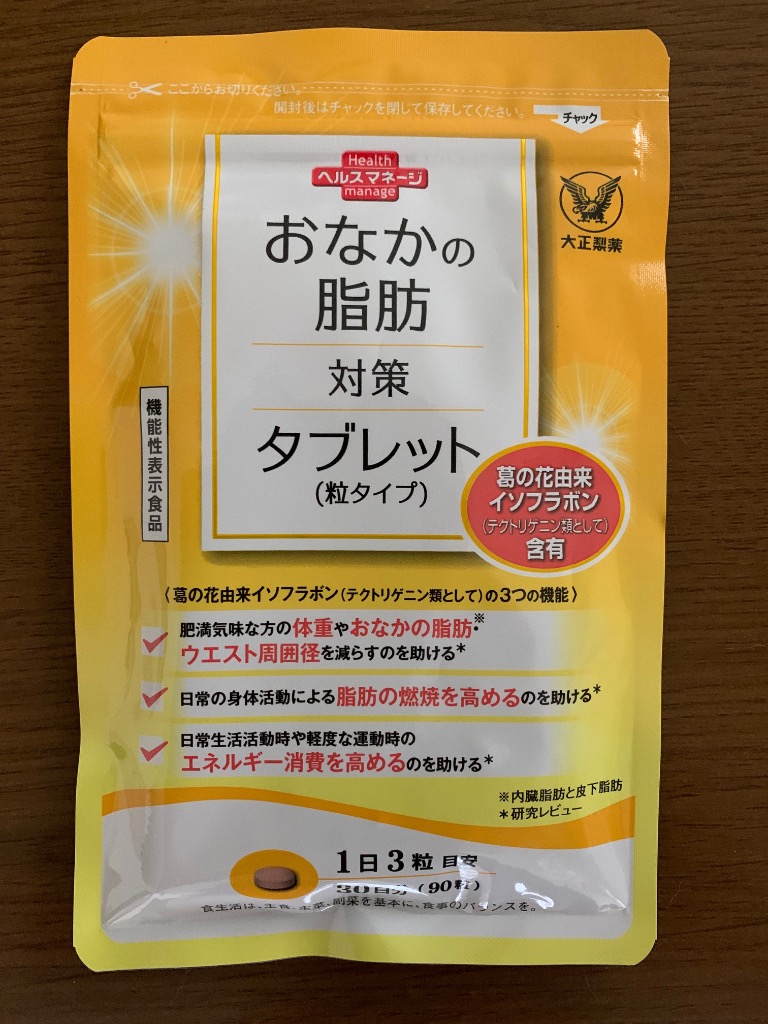 ここからお切りください。
開封後はチャックを閉じて保存してください。
チャック
Health
ヘルスマネージ
manage
大正製薬
おなかの
脂肪
対策
タブレット
(粒タイプ)
機能性表示食品
葛の花由来
イソフラボン
(テクトリゲニン類として)
含有
〈葛の花由来イソフラボン(テクトリゲニン類として)の3つの機能〉
肥満気味な方の体重やおなかの脂肪※・
ウエスト周囲径を減らすのを助ける*
日常の身体活動による脂肪の燃焼を高めるのを助ける*
日常生活活動時や軽度な運動時の
エネルギー消費を高めるのを助ける*
※内臓脂肪と皮下脂肪
*研究レビュー
1日3粒 目安
30日分(90粒)
食生活は、主食、主菜、副菜を基本に、食事のバランスを。